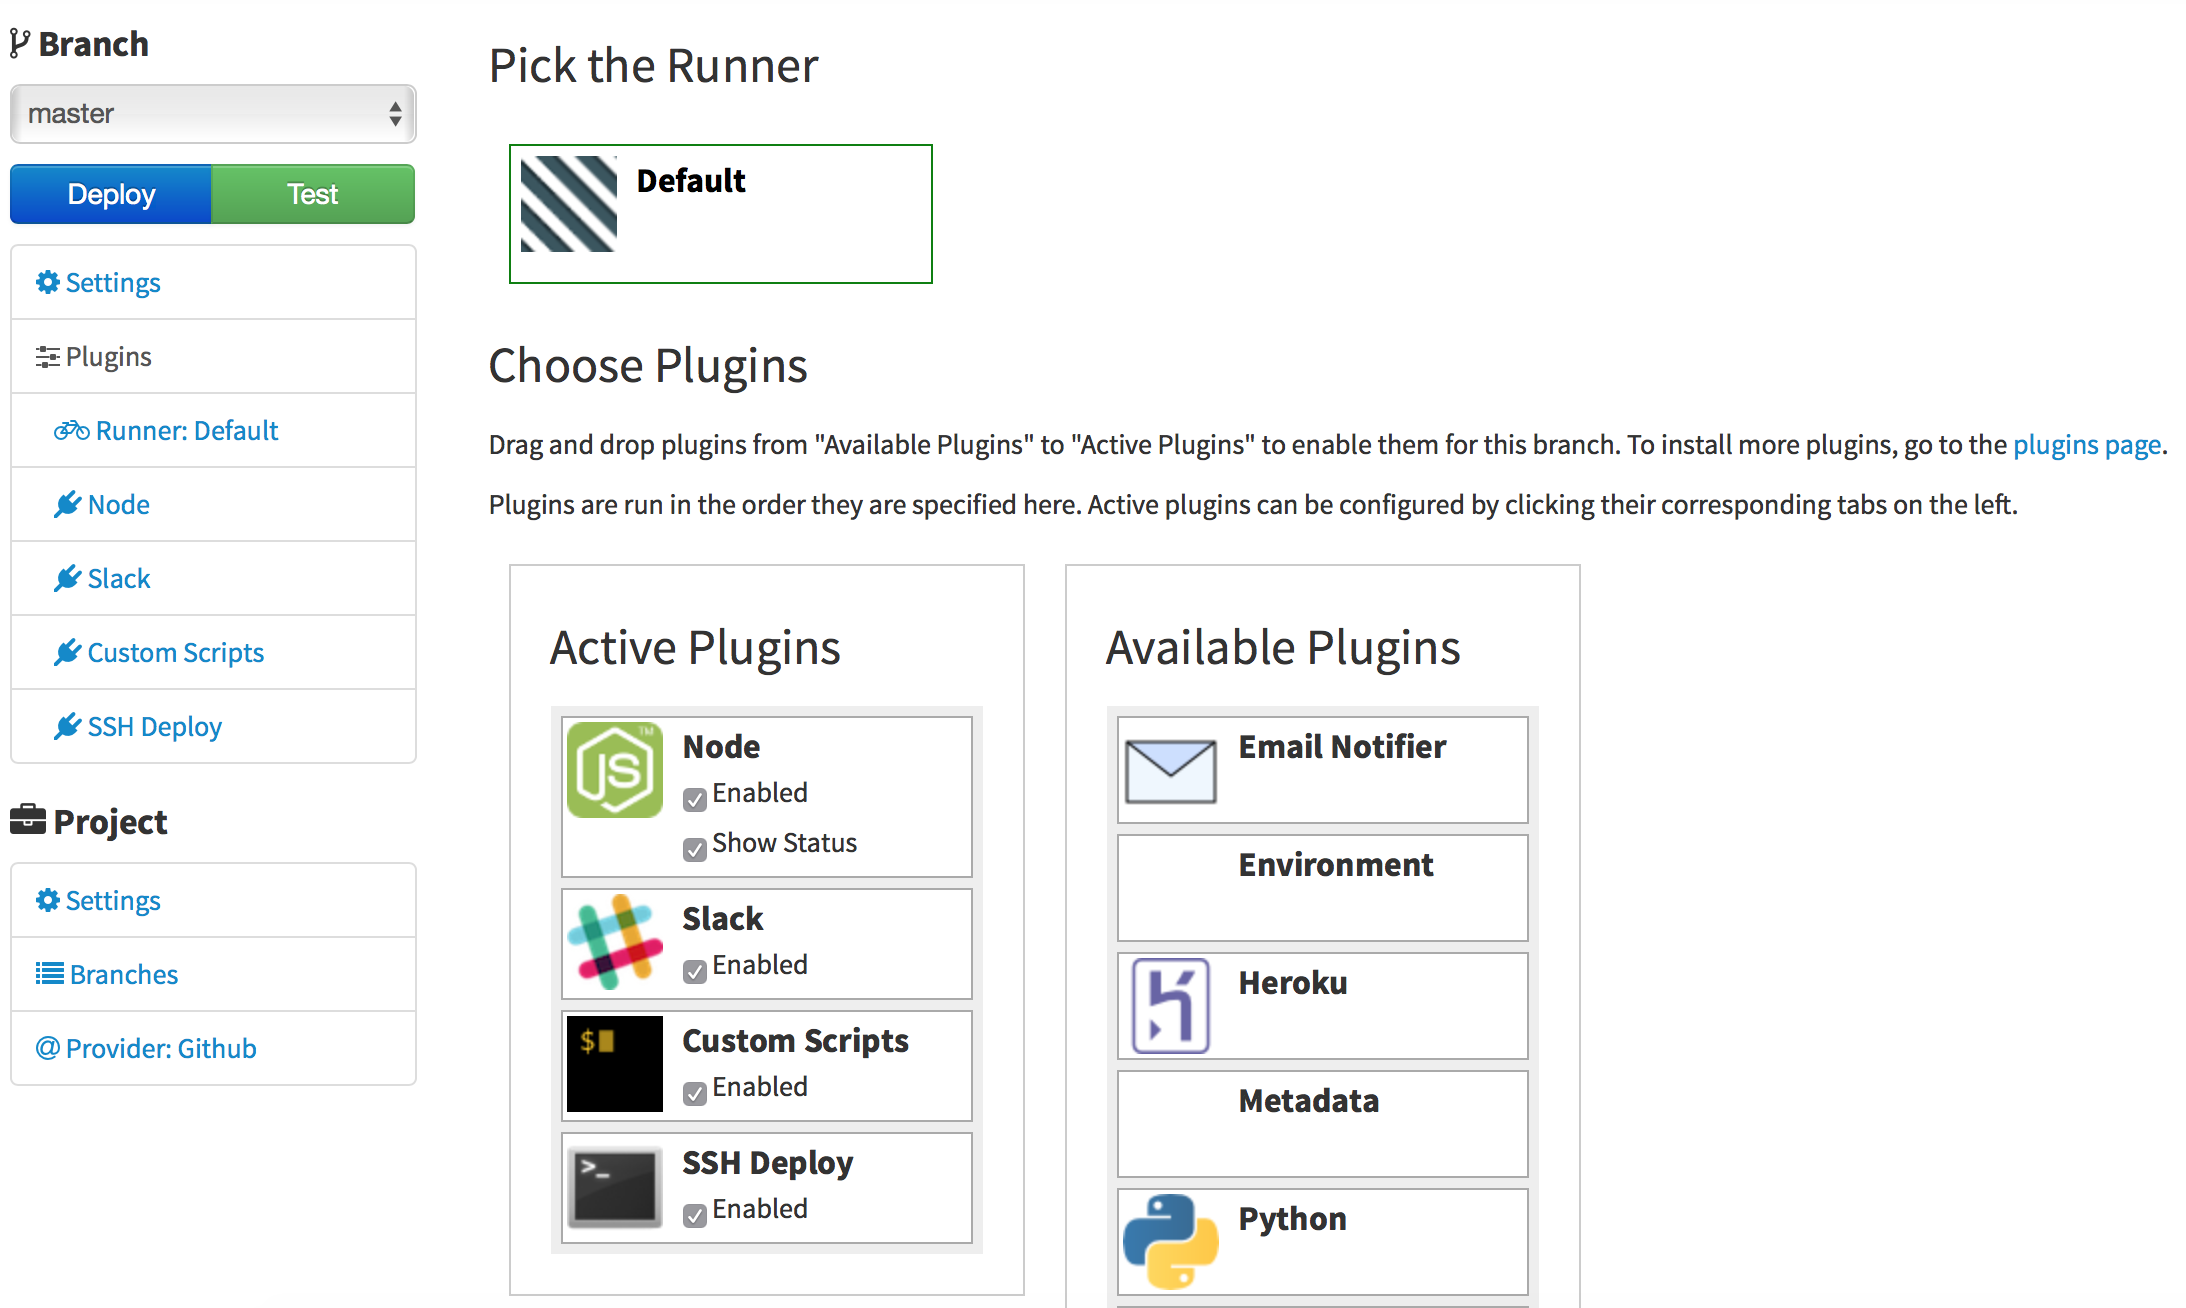 Branch
master
Deploy
Test
Settings
Plugins
Runner: Default
Node
Slack
Custom Scripts
SSH Deploy
Project
Settings
Branches
Provider: Github
Pick the Runner
Default
Choose Plugins
Drag and drop plugins from "Available Plugins" to "Active Plugins" to enable them for this branch. To install more plugins, go to the plugins page.
Plugins are run in the order they are specified here. Active plugins can be configured by clicking their corresponding tabs on the left.
Active Plugins
JS
TM
Node
Enabled
Show Status
Slack
Enabled
$
Custom Scripts
Enabled
>_
SSH Deploy
Enabled
Available Plugins
Email Notifier
Environment
Heroku
Metadata
Python